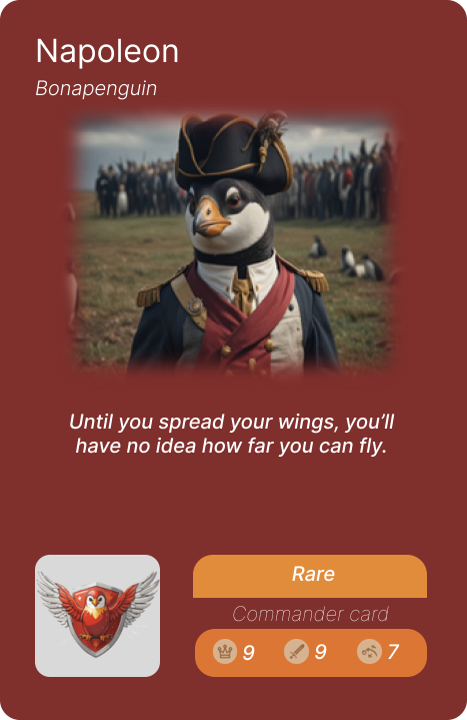 Napoleon
Bonapenguin
Until you spread your wings, you'll
have no idea how far you can fly.
Rare
Commander card
9 9 7